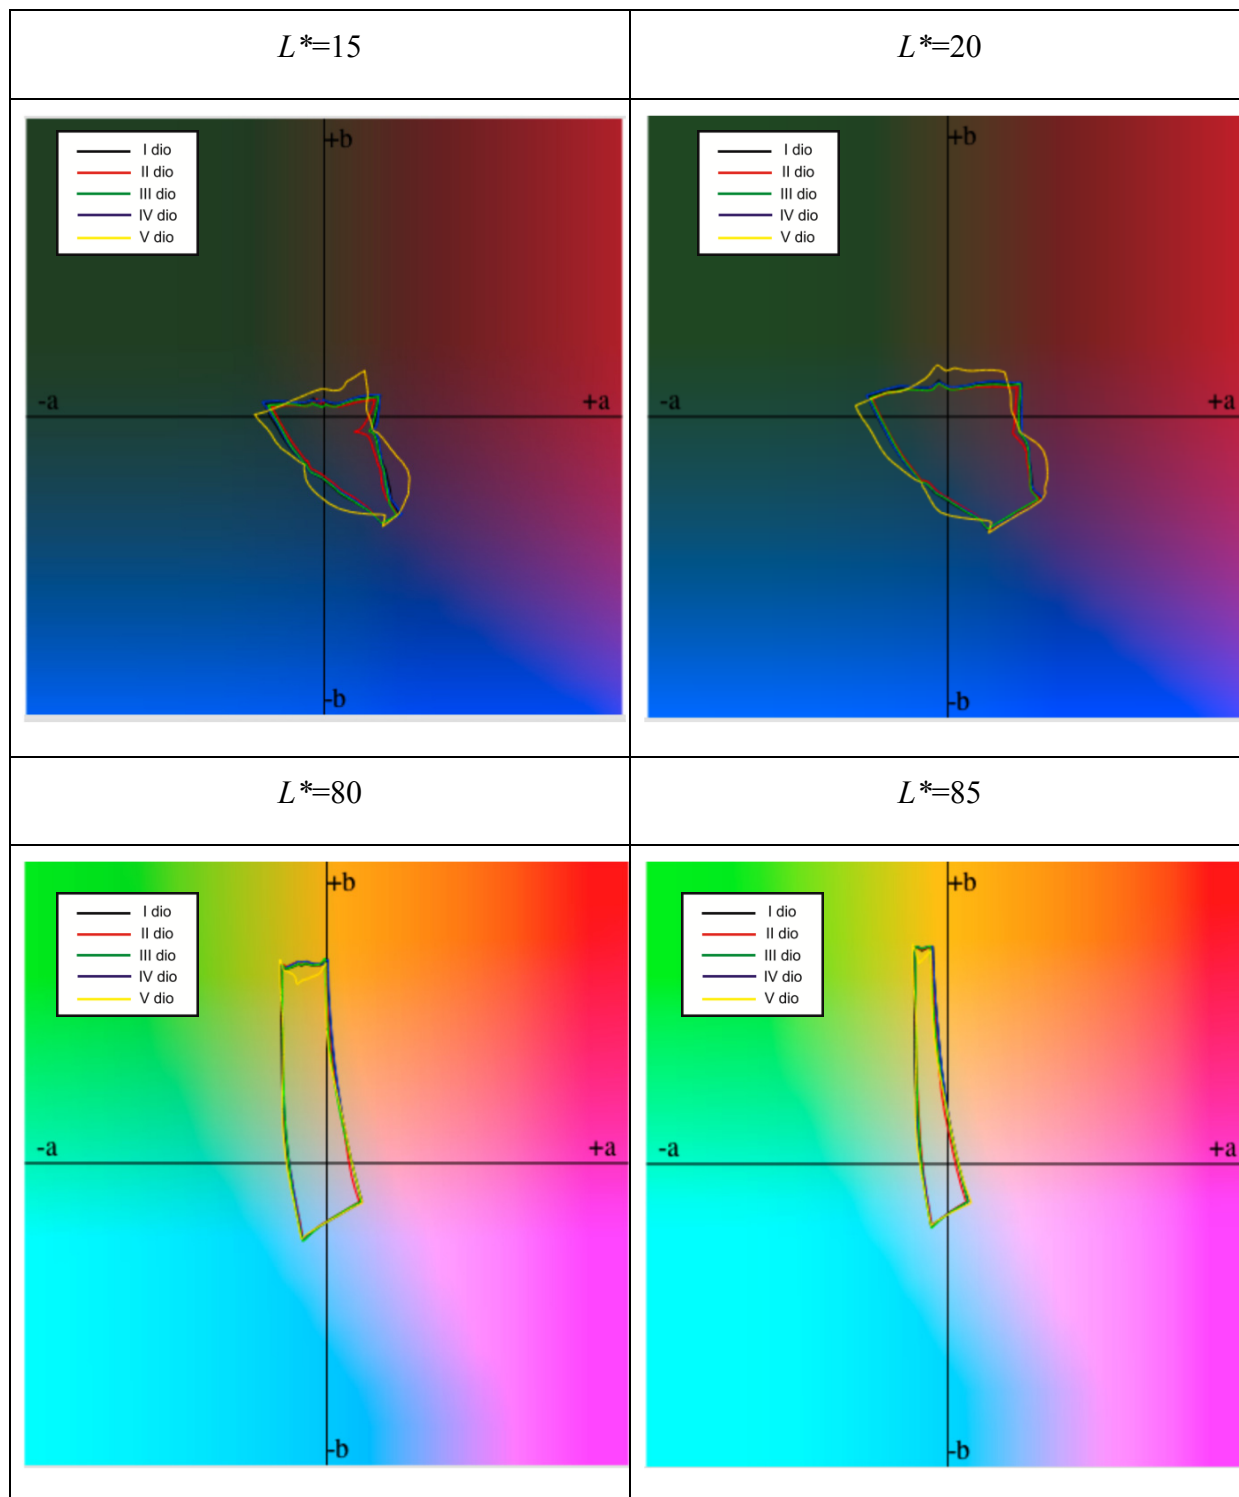 L*=15
L*=20
I dio
II dio
III dio
IV dio
V dio
+b
-a
+a
-b
I dio
II dio
III dio
IV dio
V dio
+b
-a
+a
-b
L*=80
L*=85
I dio
II dio
III dio
IV dio
V dio
+b
-a
+a
-b
I dio
II dio
III dio
IV dio
V dio
+b
-a
+a
-b